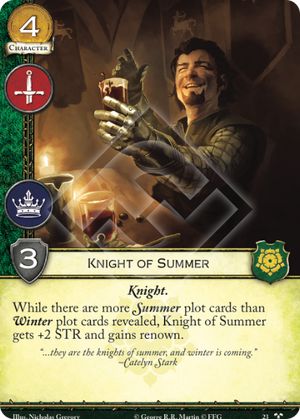 4
CHARACTER
3
KNIGHT OF SUMMER
Knight.
While there are more Summer plot cards than
Winter plot cards revealed, Knight of Summer
gets +2 STR and gains renown.
"...they are the knights of summer, and winter is coming."
–Catelyn Stark
Illus. Nicholas Gregory
© George R.R. Martin © FFG
23